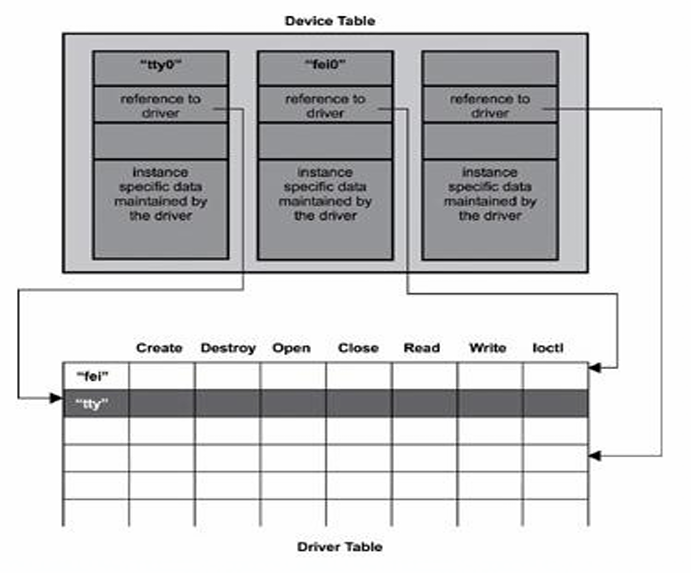 Device Table
"tty0"
reference to
driver
instance
specific data
maintained by
the driver
"fei0"
reference to
driver
instance
specific data
maintained by
the driver
reference to
driver
instance
specific data
maintained by
the driver
Create Destroy Open Close Read Write Ioctl
"fei"
"tty"
Driver Table